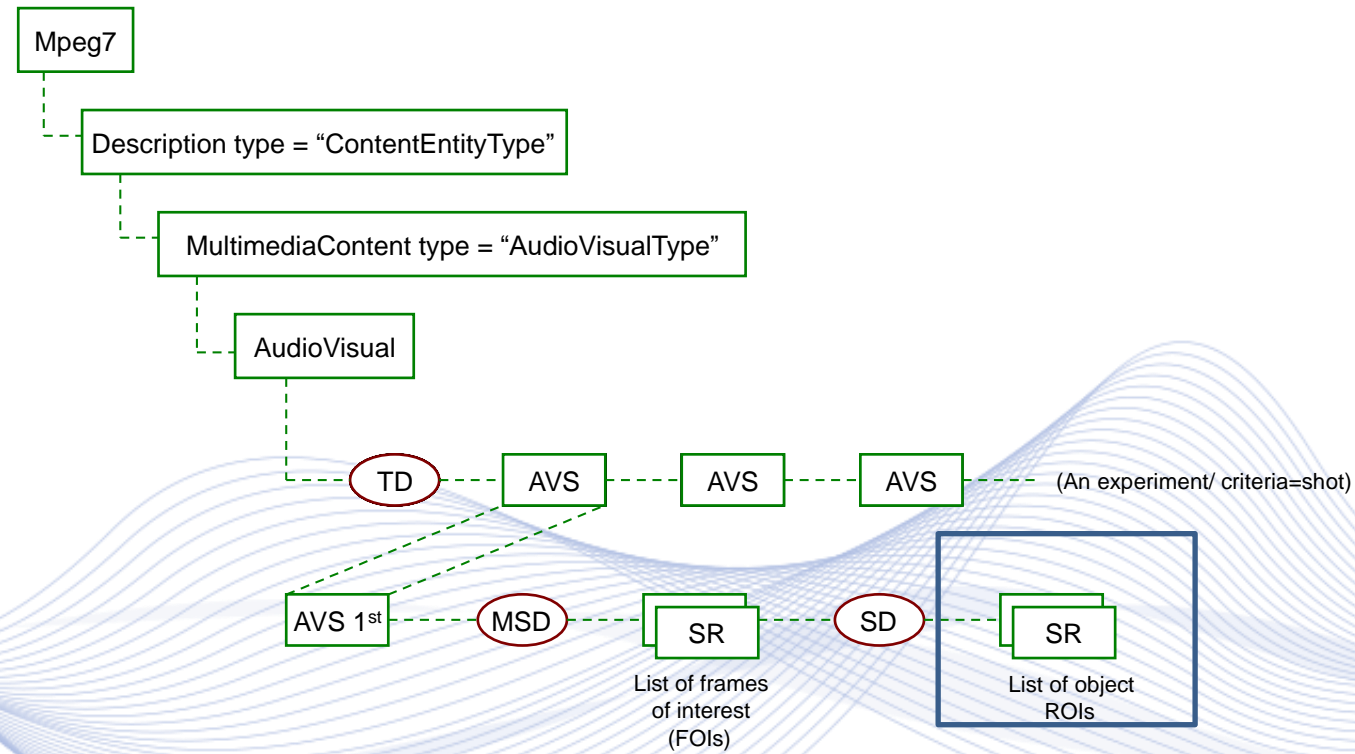 Mpeg7
Description type = “ContentEntityType”
MultimediaContent type = “AudioVisualType”
AudioVisual
TD
AVS
AVS
AVS
(An experiment/ criteria=shot)
AVS 1st
MSD
SR
SD
SR
List of frames
of interest
(FOIs)
List of object
ROIs